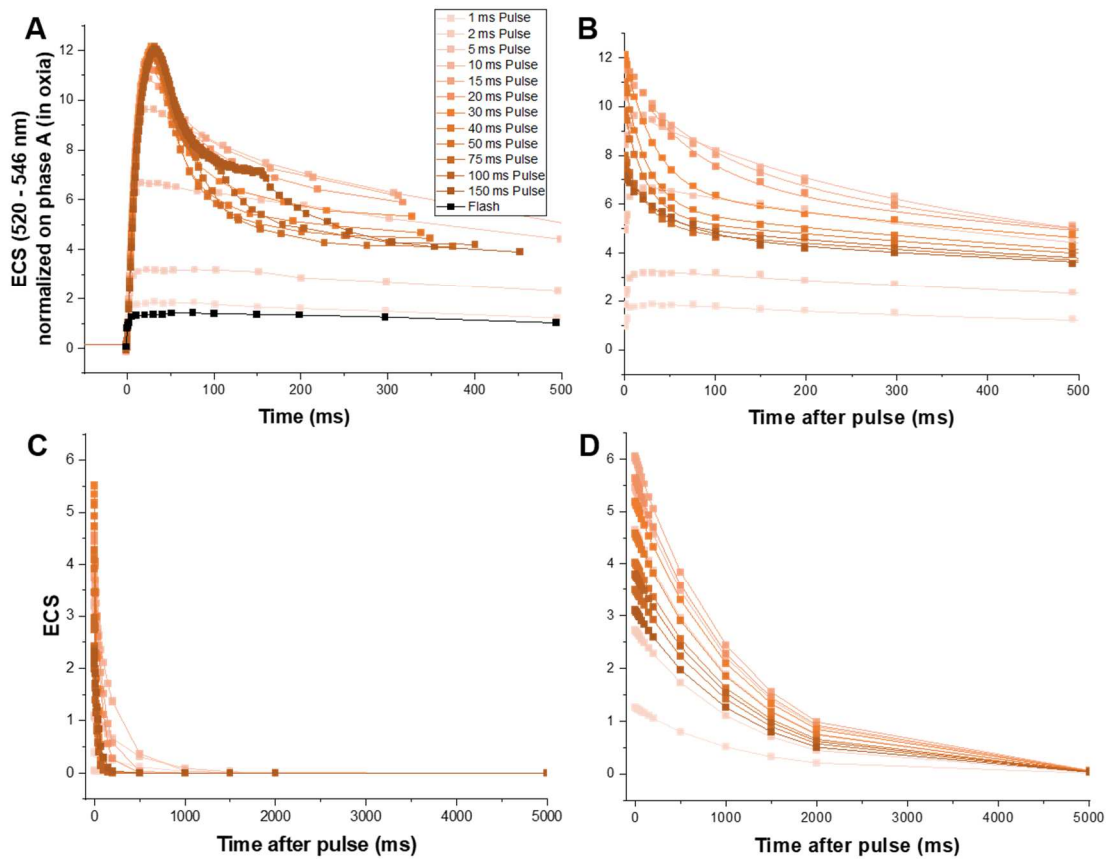 A
ECS (520 - 546 nm)
normalized on phase A (in oxia)
12
10
8
6
4
2
0
0
100
200
300
400
500
Time (ms)
1 ms Pulse
2 ms Pulse
5 ms Pulse
10 ms Pulse
15 ms Pulse
20 ms Pulse
30 ms Pulse
40 ms Pulse
50 ms Pulse
75 ms Pulse
100 ms Pulse
150 ms Pulse
Flash
B
12
10
8
6
4
2
0
0
100
200
300
400
500
Time after pulse (ms)
C
ECS
6
5
4
3
2
1
0
0
1000
2000
3000
4000
5000
Time after pulse (ms)
D
6
5
4
3
2
1
0
0
1000
2000
3000
4000
5000
Time after pulse (ms)